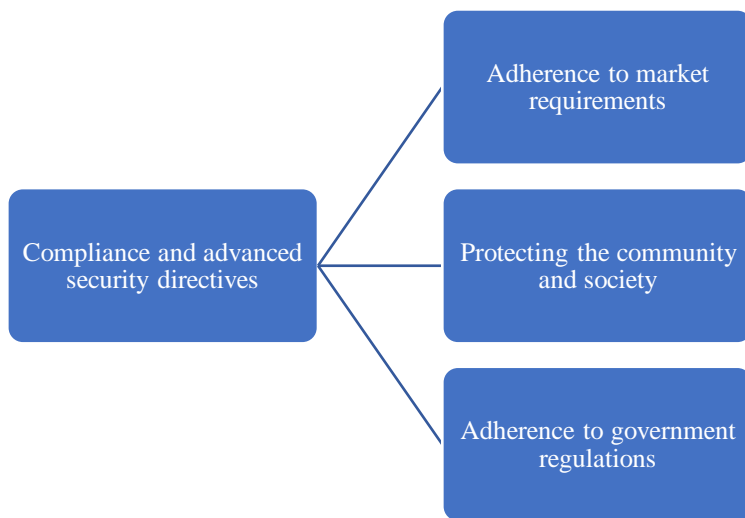 Adherence to market
requirements
Compliance and advanced
security directives
Protecting the community
and society
Adherence to government
regulations